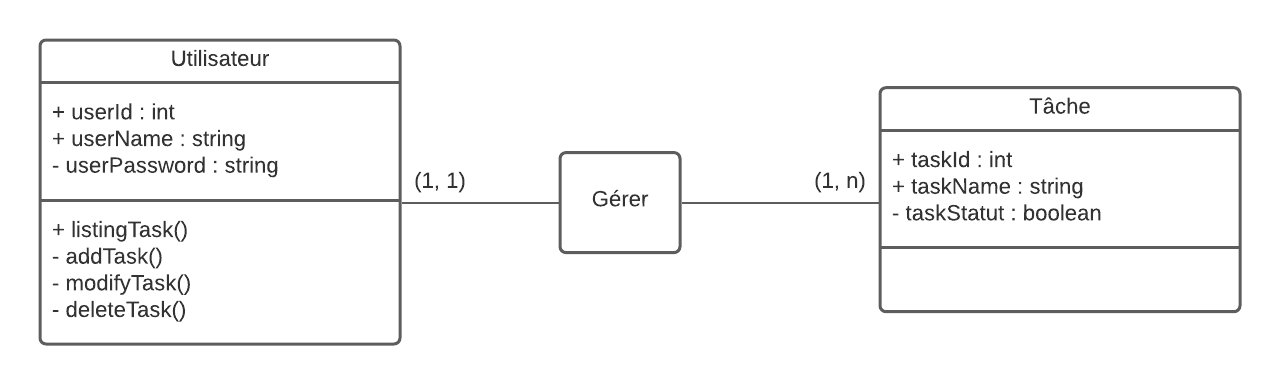 Utilisateur
+ userId : int
+ userName : string
- userPassword : string
+ listingTask()
- addTask()
- modifyTask()
- deleteTask()
(1, 1)
Gérer
(1, n)
Tâche
+ taskId : int
+ taskName : string
- taskStatut : boolean